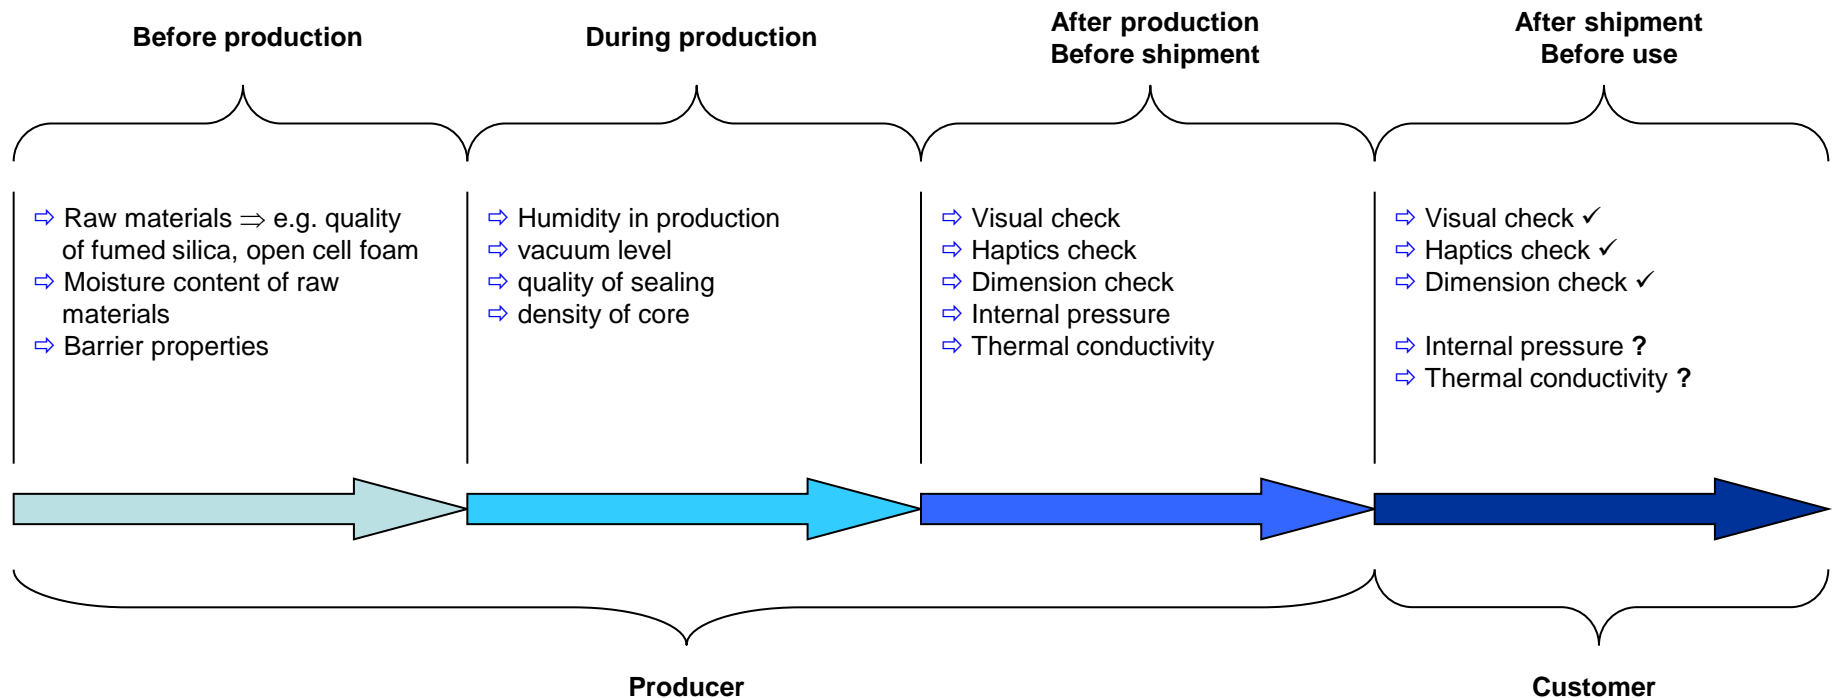 Before production
During production
After production
Before shipment
After shipment
Before use
⇨ Raw materials ⇒ e.g. quality
of fumed silica, open cell foam
⇨ Moisture content of raw
materials
⇨ Barrier properties
⇨ Humidity in production
⇨ vacuum level
⇨ quality of sealing
⇨ density of core
⇨ Visual check
⇨ Haptics check
⇨ Dimension check
⇨ Internal pressure
⇨ Thermal conductivity
⇨ Visual check ✓
⇨ Haptics check ✓
⇨ Dimension check ✓
⇨ Internal pressure ?
⇨ Thermal conductivity ?
Producer
Customer